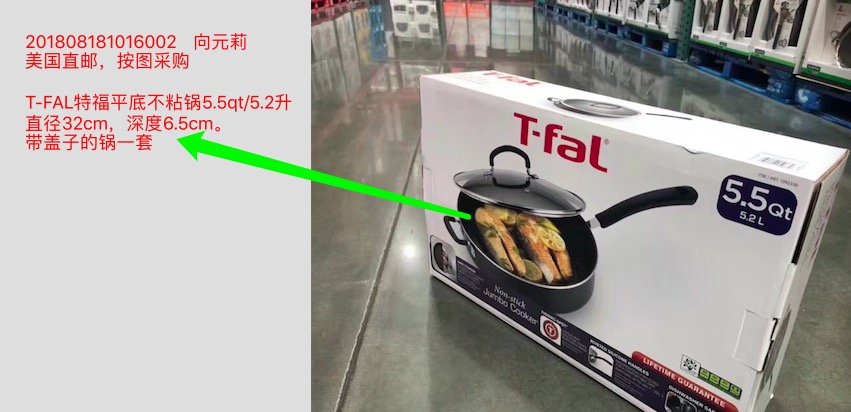 201808181016002 向元莉
美国直邮，按图采购
T-FAL特福平底不粘锅5.5qt/5.2升
直径32cm，深度6.5cm。
带盖子的锅一套
T-fal
5.5Qt
5.2 L
Non-stick
Jumbo Cooker
LIFETIME GUARANTEE